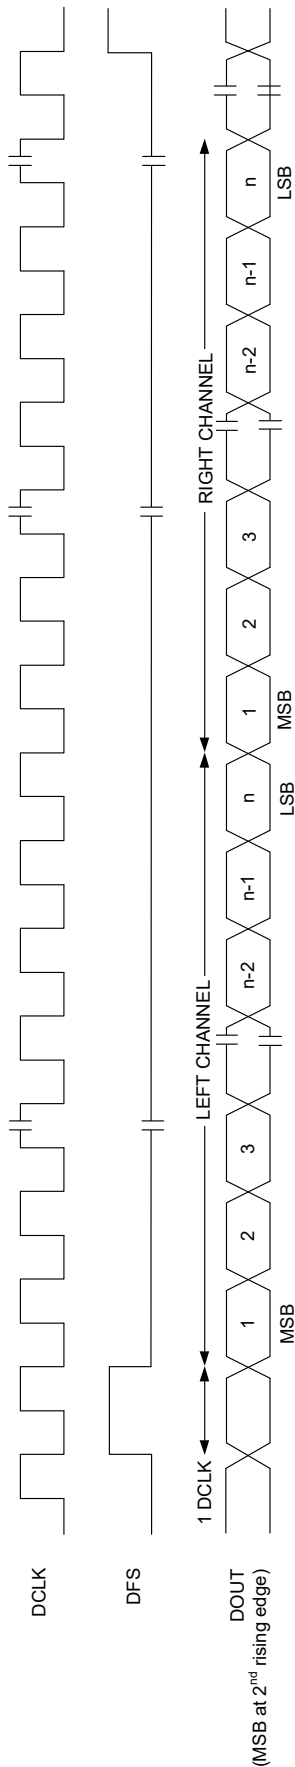 DCLK
DFS
LEFT CHANNEL
RIGHT CHANNEL
1 DCLK
DOUT
(MSB at 2nd rising edge)
1 2 3 n-2 n-1 n 1 2 3 n-2 n-1 n
MSB LSB MSB LSB